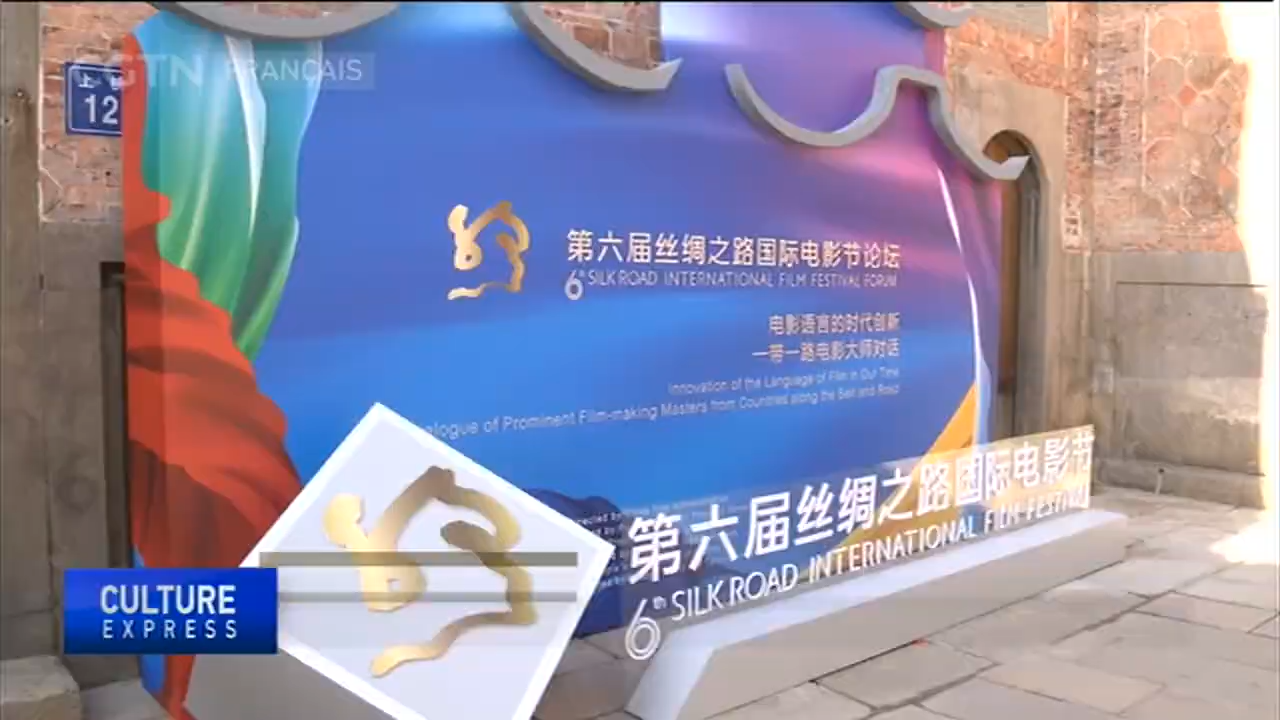 CGTN FRANÇAIS
上
12
第六届丝绸之路国际电影节论坛
6th SILK ROAD INTERNATIONAL FILM FESTIVAL FORUM
电影语言的时代创新
一带一路电影大师对话
Innovation of the Language of Film in Our Time
alogue of Prominent Film-making Masters from Countries along the Belt and Road
第六届丝绸之路国际电影节
6th SILK ROAD INTERNATIONAL FILM FESTIVAL
CULTURE
EXPRESS